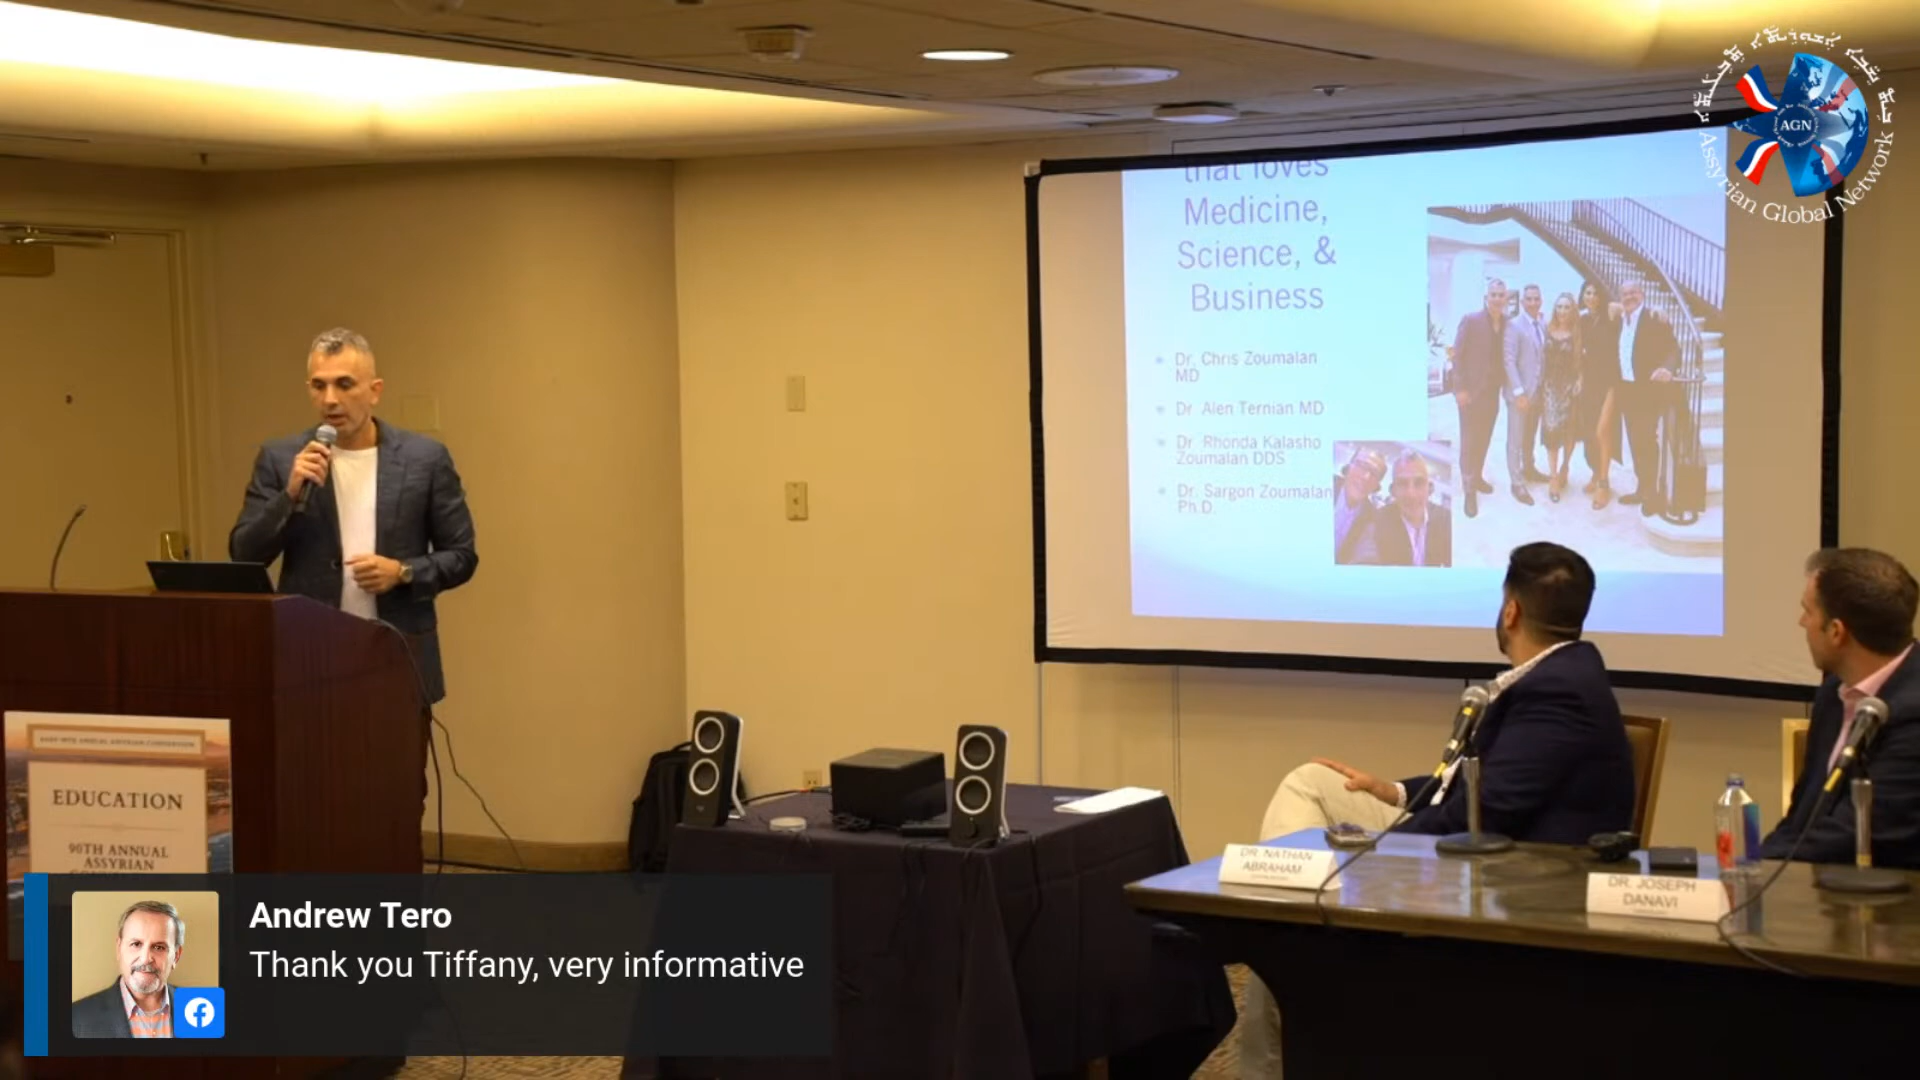 AGN
Assyrian Global Network
that loves
Medicine,
Science, &
Business
Dr. Chris Zoumalan
MD
Dr. Alen Ternian MD
Dr. Rhonda Kalasho
Zoumalan DDS
Dr. Sargon Zoumalan
Ph.D.
EDUCATION
90TH ANNUAL
ASSYRIAN
DR. NATHAN
ABRAHAM
DR. JOSEPH
DANAVI
Andrew Tero
Thank you Tiffany, very informative